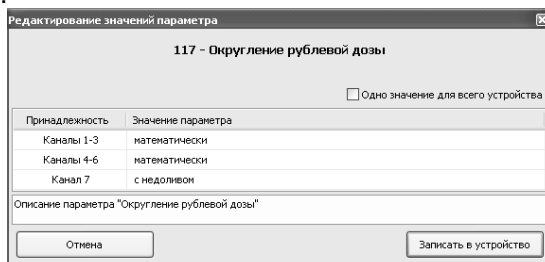 Редактирование значений параметра
117 - Округление рублевой дозы
Одно значение для всего устройства
Принадлежность Значение параметра
Каналы 1-3 математически
Каналы 4-6 математически
Канал 7 с недоливом
Описание параметра "Округление рублевой дозы"
Отмена Записать в устройство